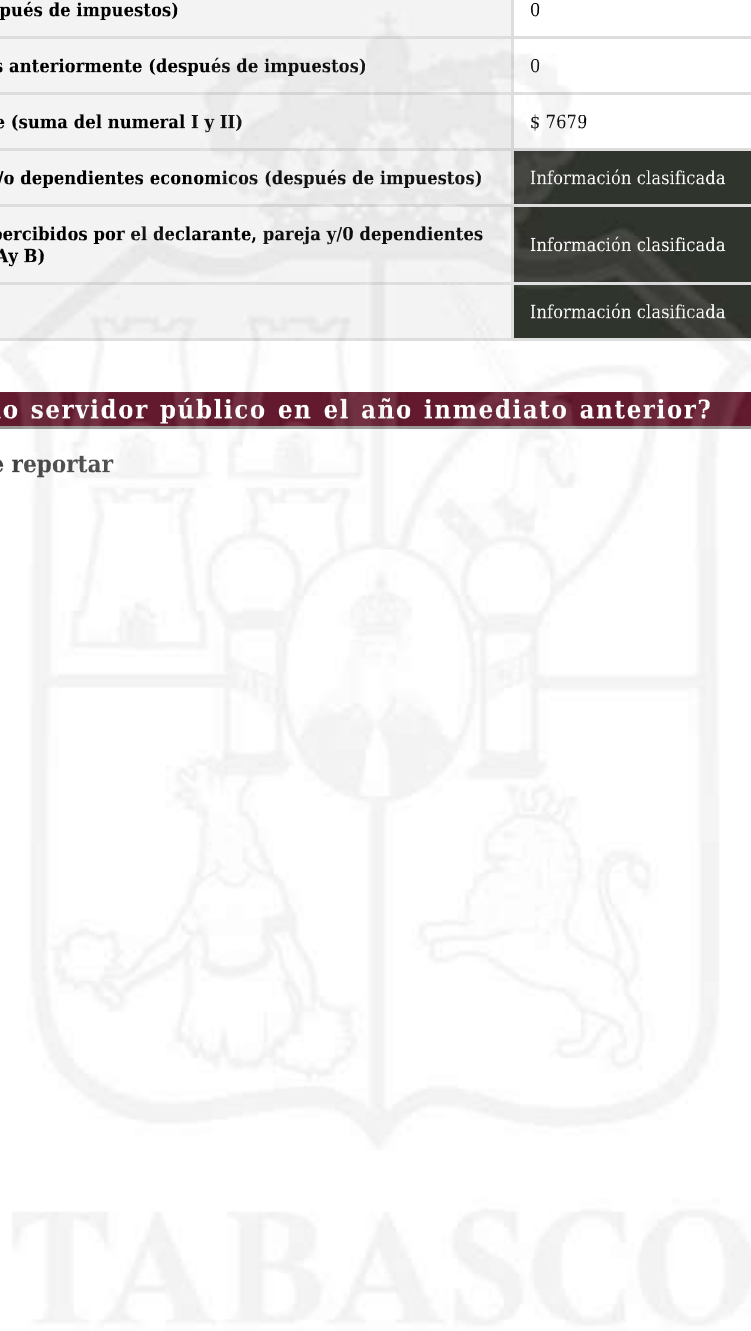 pués de impuestos) 0
s anteriormente (después de impuestos) 0
e (suma del numeral I y II) $ 7679
/o dependientes economicos (después de impuestos) Información clasificada
percibidos por el declarante, pareja y/0 dependientes
Ay B) Información clasificada
Información clasificada
o servidor público en el año inmediato anterior?
e reportar
TABASCO